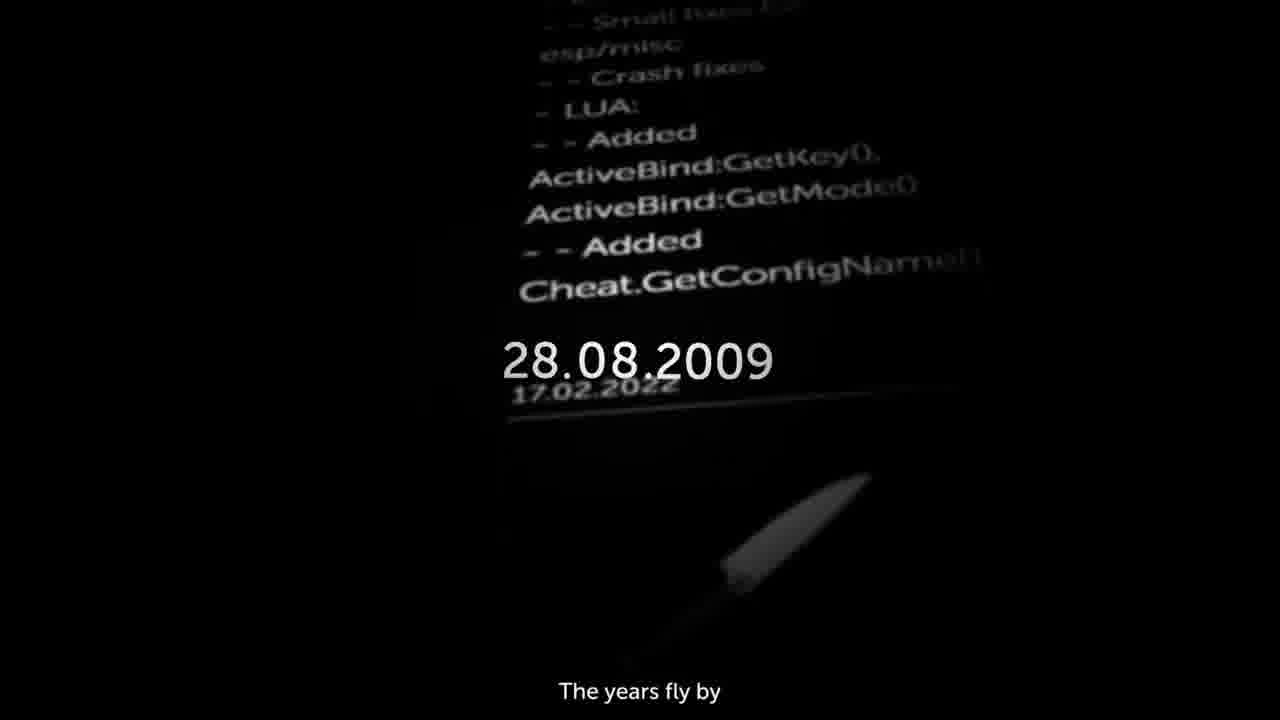 - - Small fixes
esp/misc
- - Crash fixes
- LUA:
- - Added
ActiveBind:GetKey(),
ActiveBind:GetMode()
- - Added
Cheat.GetConfigName()
28.08.2009
17.02.2022
The years fly by